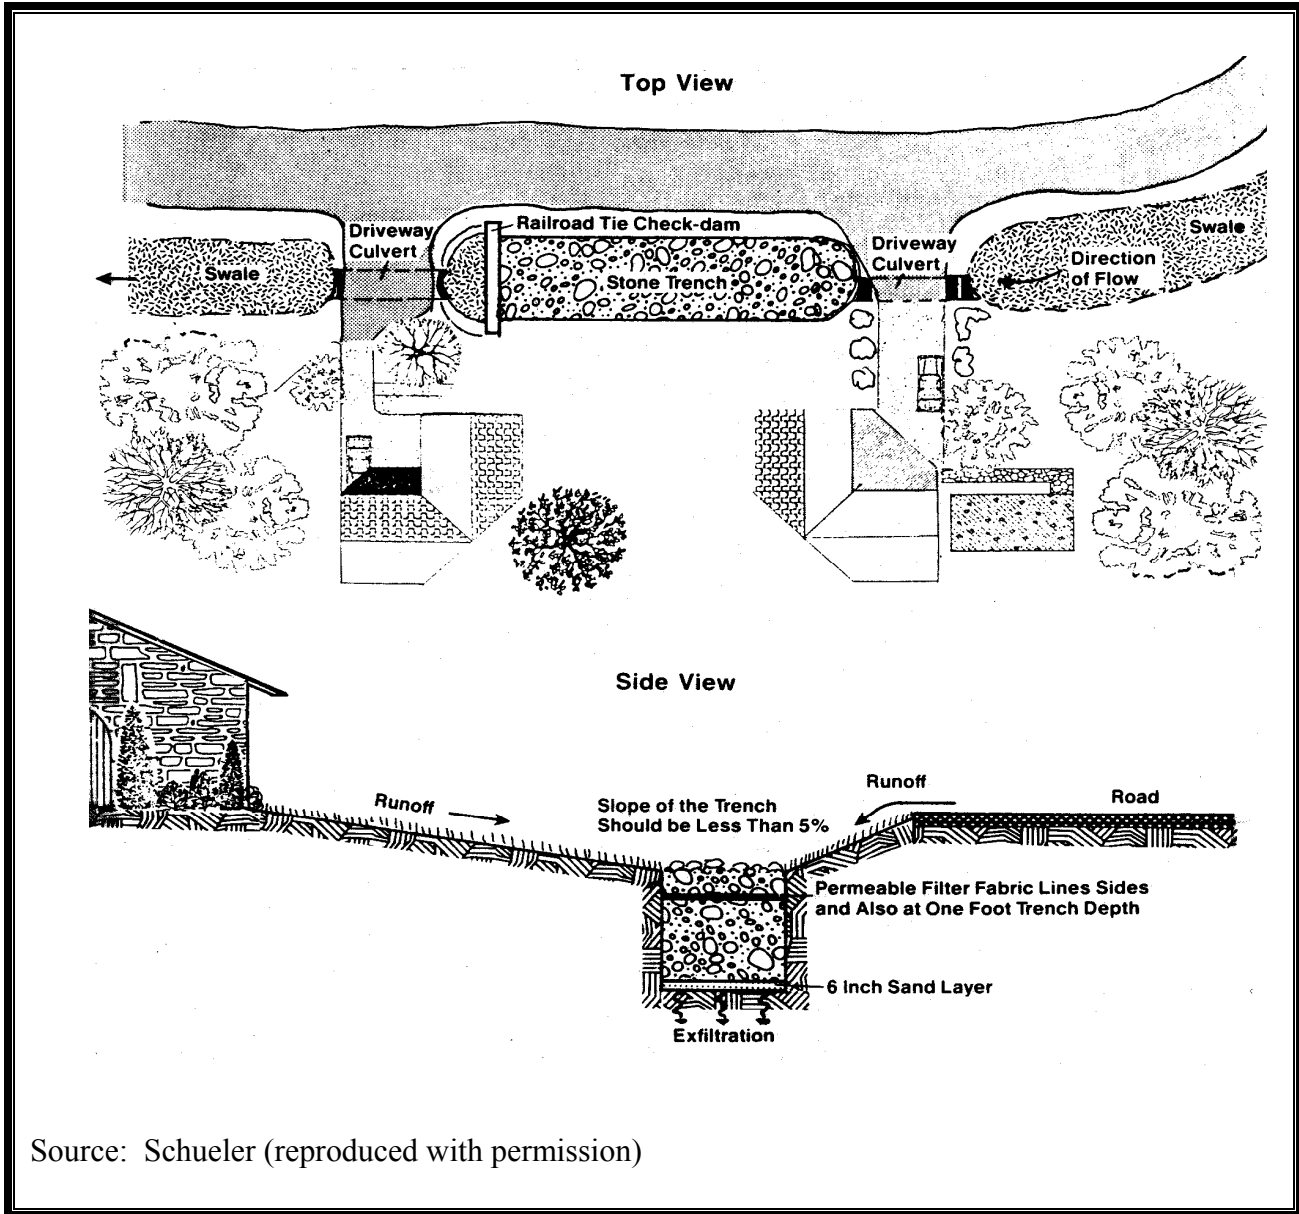 Top View
Railroad Tie Check-dam
Driveway
Culvert
Driveway
Culvert
Swale
Swale
Stone Trench
Direction
of Flow
Side View
Runoff
Runoff
Road
Slope of the Trench
Should be Less Than 5%
Permeable Filter Fabric Lines Sides
and Also at One Foot Trench Depth
6 Inch Sand Layer
Exfiltration
Source: Schueler (reproduced with permission)